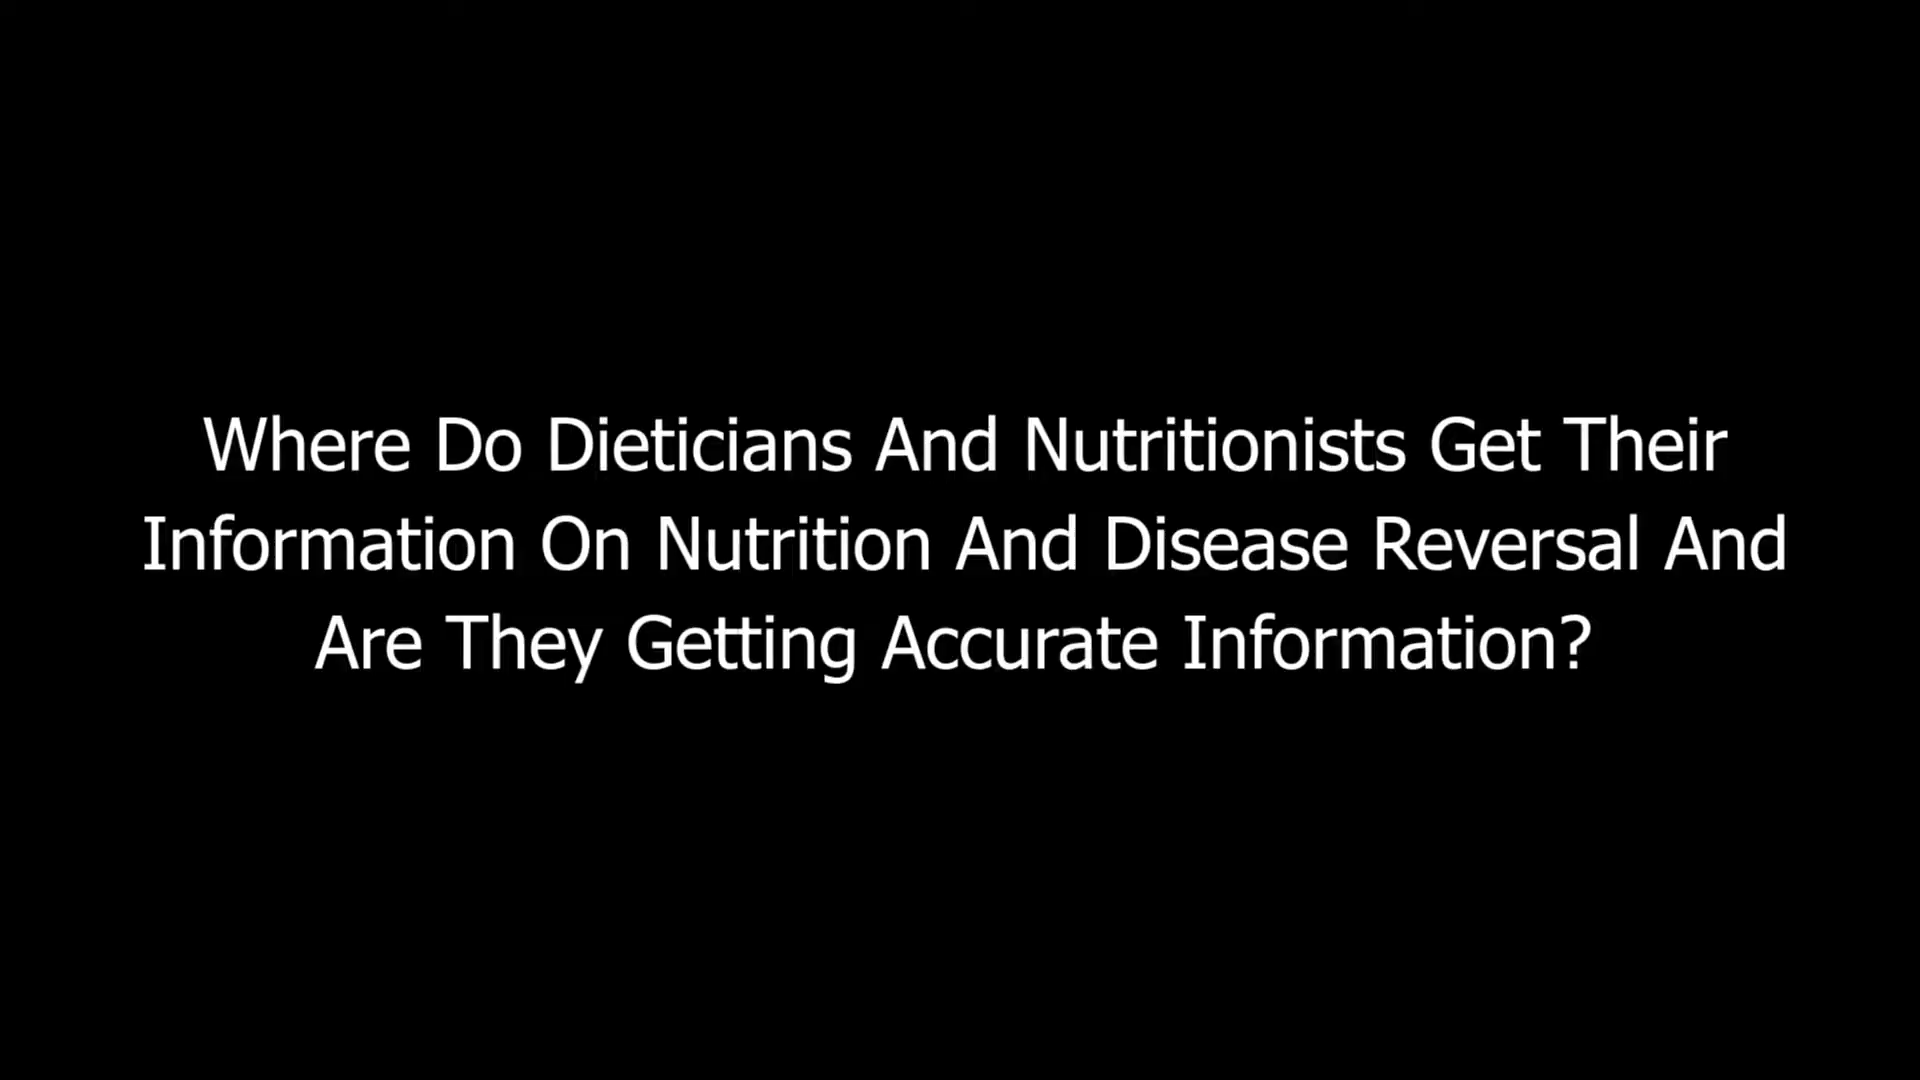 Where Do Dieticians And Nutritionists Get Their
Information On Nutrition And Disease Reversal And
Are They Getting Accurate Information?